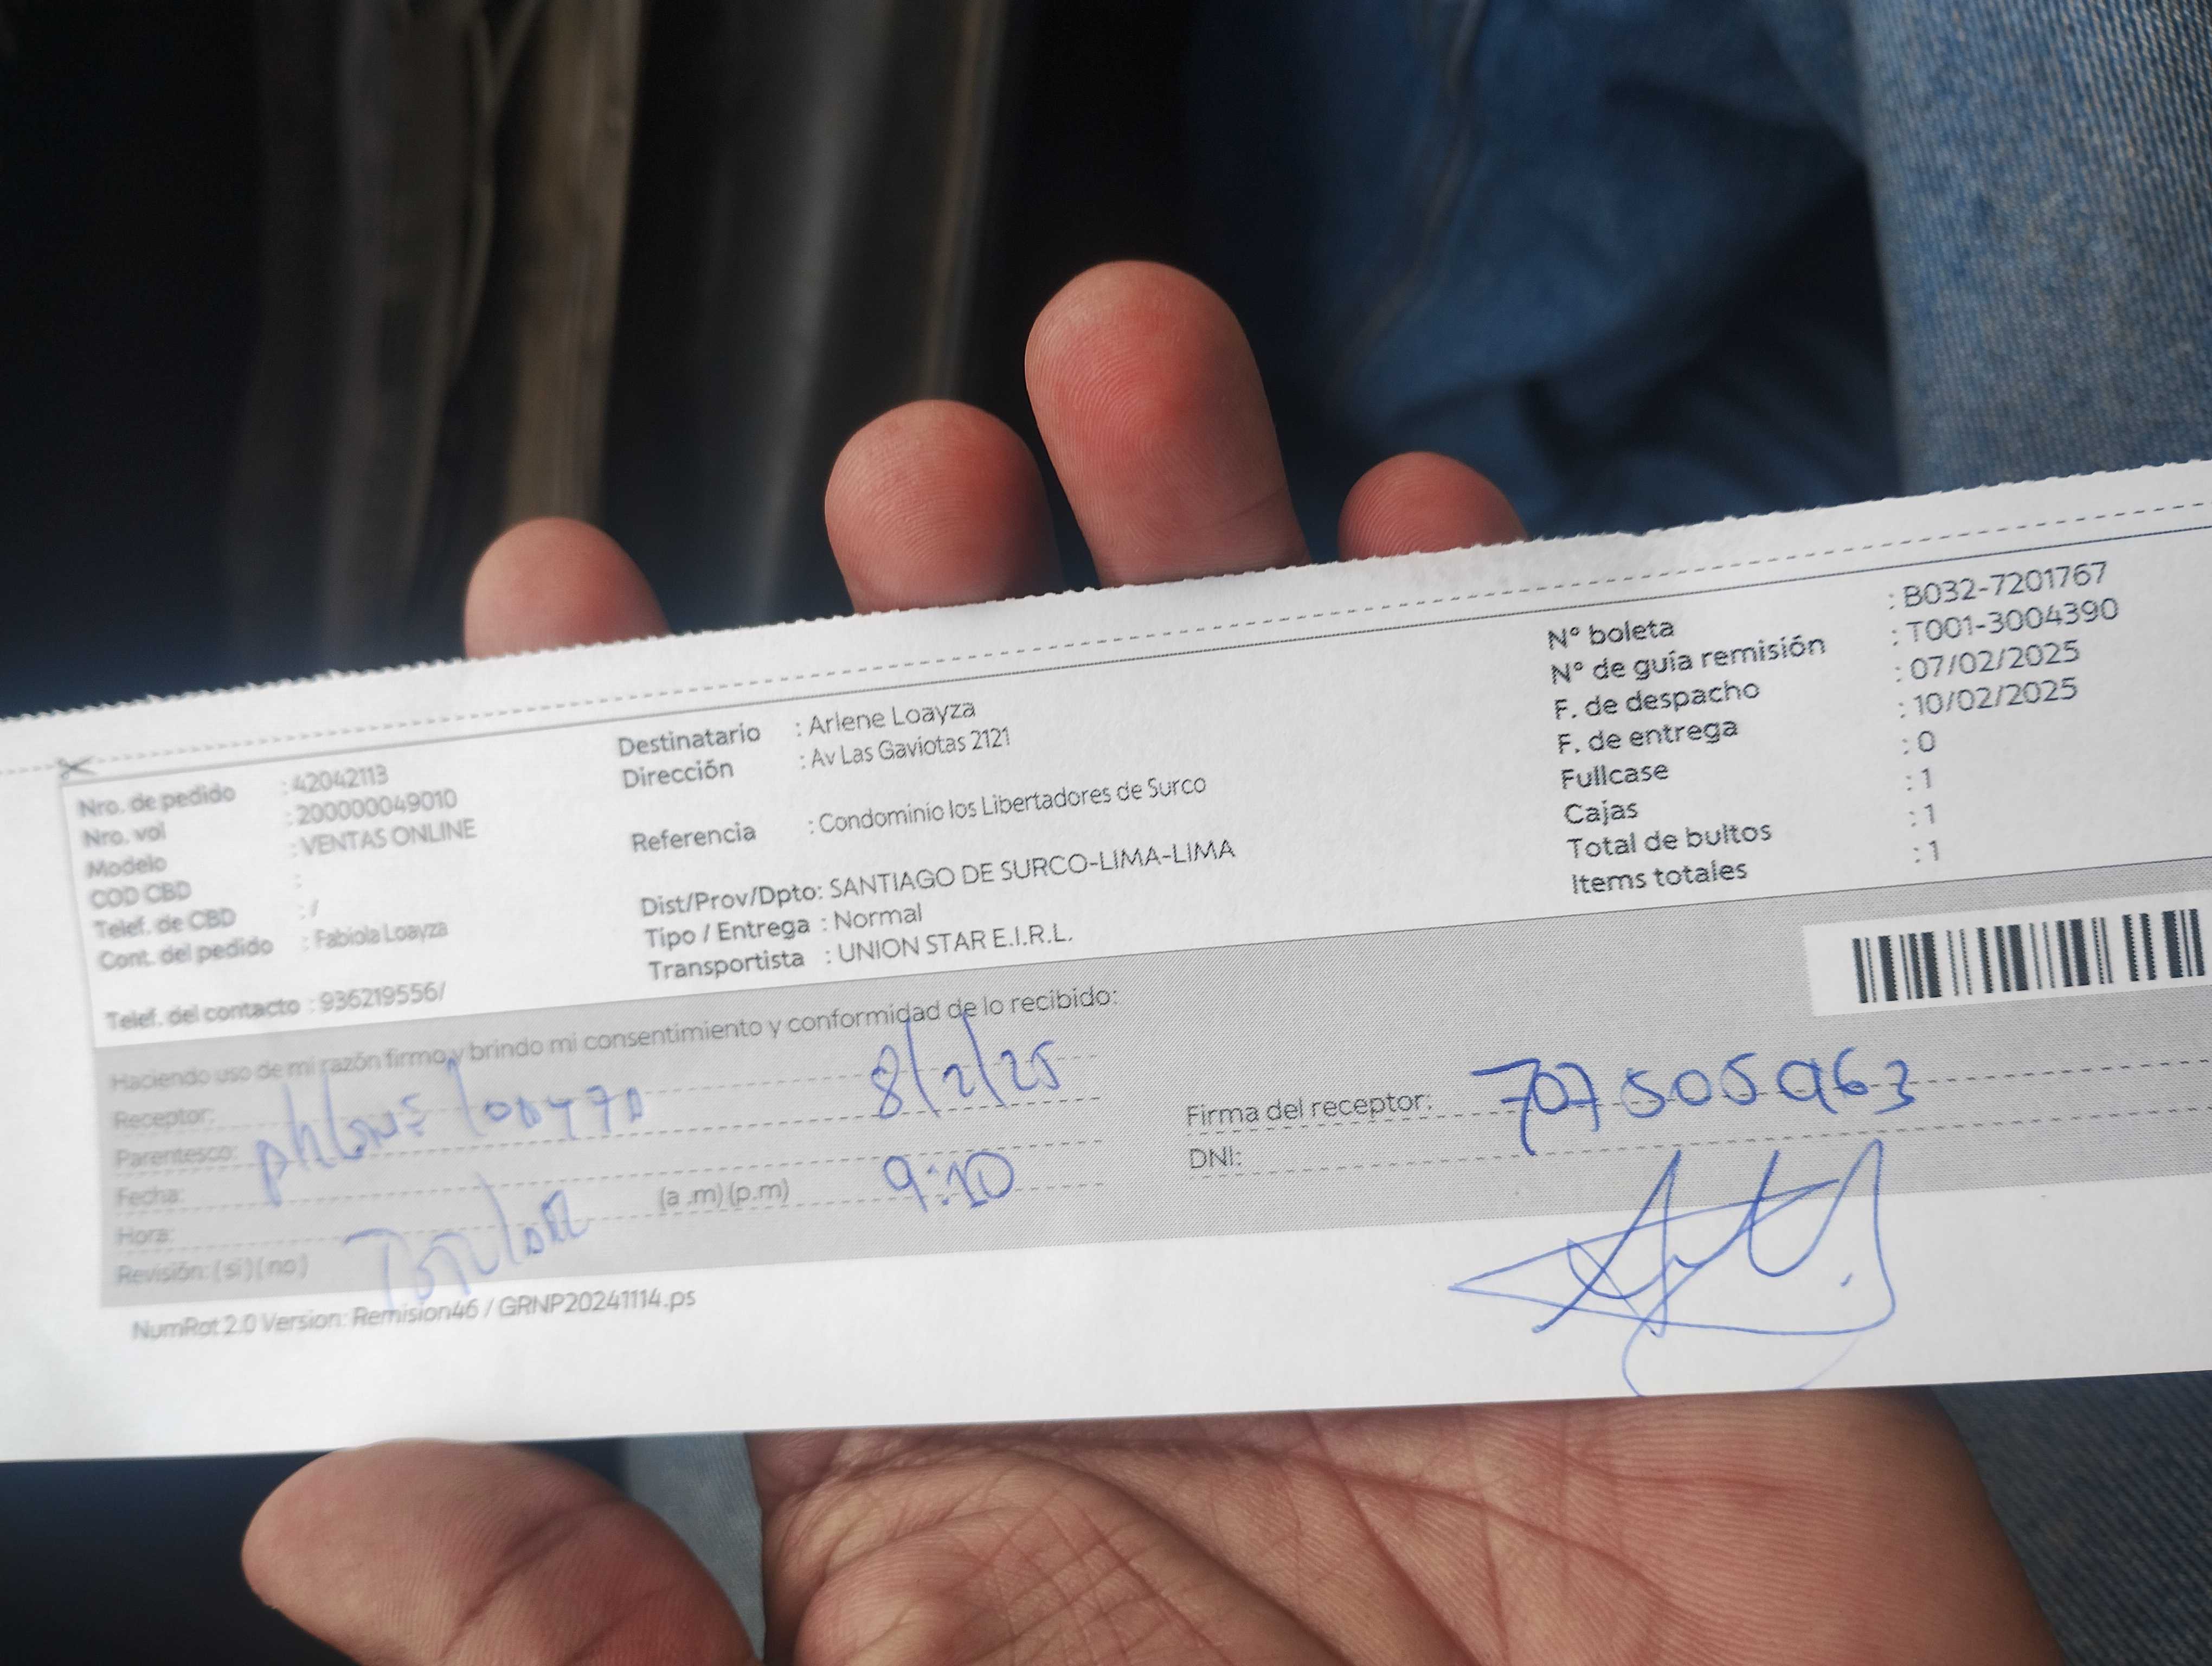 Nro. de pedido : 42042113
Nro. vol : 200000049010
Modelo : VENTAS ONLINE
COD CBD :
Telef. de CBD : /
Cont. del pedido : Fabiola Loayza
Telef. del contacto : 936219556/
Destinatario : Arlene Loayza
Dirección : Av Las Gaviotas 2121
Referencia : Condominio los Libertadores de Surco
Dist/Prov/Dpto: SANTIAGO DE SURCO-LIMA-LIMA
Tipo / Entrega : Normal
Transportista : UNION STAR E.I.R.L.
N° boleta : B032-7201767
N° de guía remisión : T001-3004390
F. de despacho : 07/02/2025
F. de entrega : 10/02/2025
Fullcase : 0
Cajas : 1
Total de bultos : 1
Items totales : 1
Haciendo uso de mi razón firmo y brindo mi consentimiento y conformidad de lo recibido:
Receptor: loayza 8/2/25
Parentesco:
Fecha:
Hora: (a .m) (p.m) 9:20
Revisión: ( si ) ( no )
Firma del receptor:
DNI:
NumRot 2.0 Version: Remision46 / GRNP20241114.ps